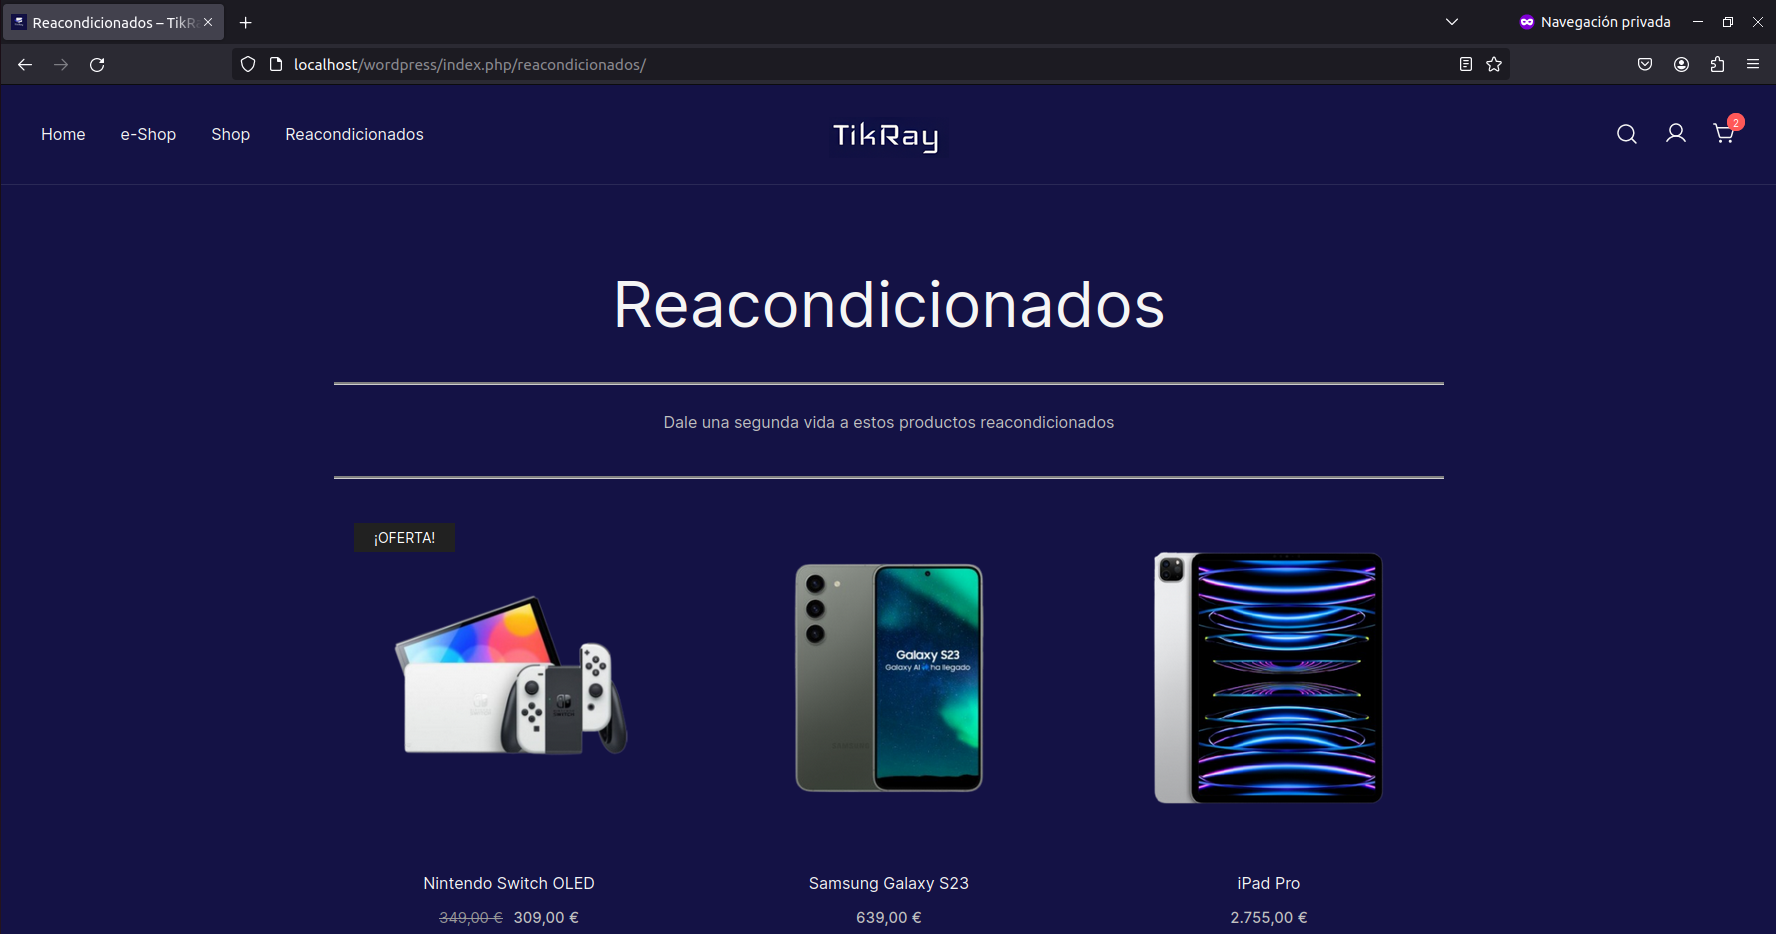 Reacondicionados – TikR
Navegación privada
localhost/wordpress/index.php/reacondicionados/
Home e-Shop Shop Reacondicionados
TikRay
2
Reacondicionados
Dale una segunda vida a estos productos reacondicionados
¡OFERTA!
Galaxy S23
Galaxy AI ha llegado
Nintendo Switch OLED Samsung Galaxy S23 iPad Pro
349,00 € 309,00 € 639,00 € 2.755,00 €